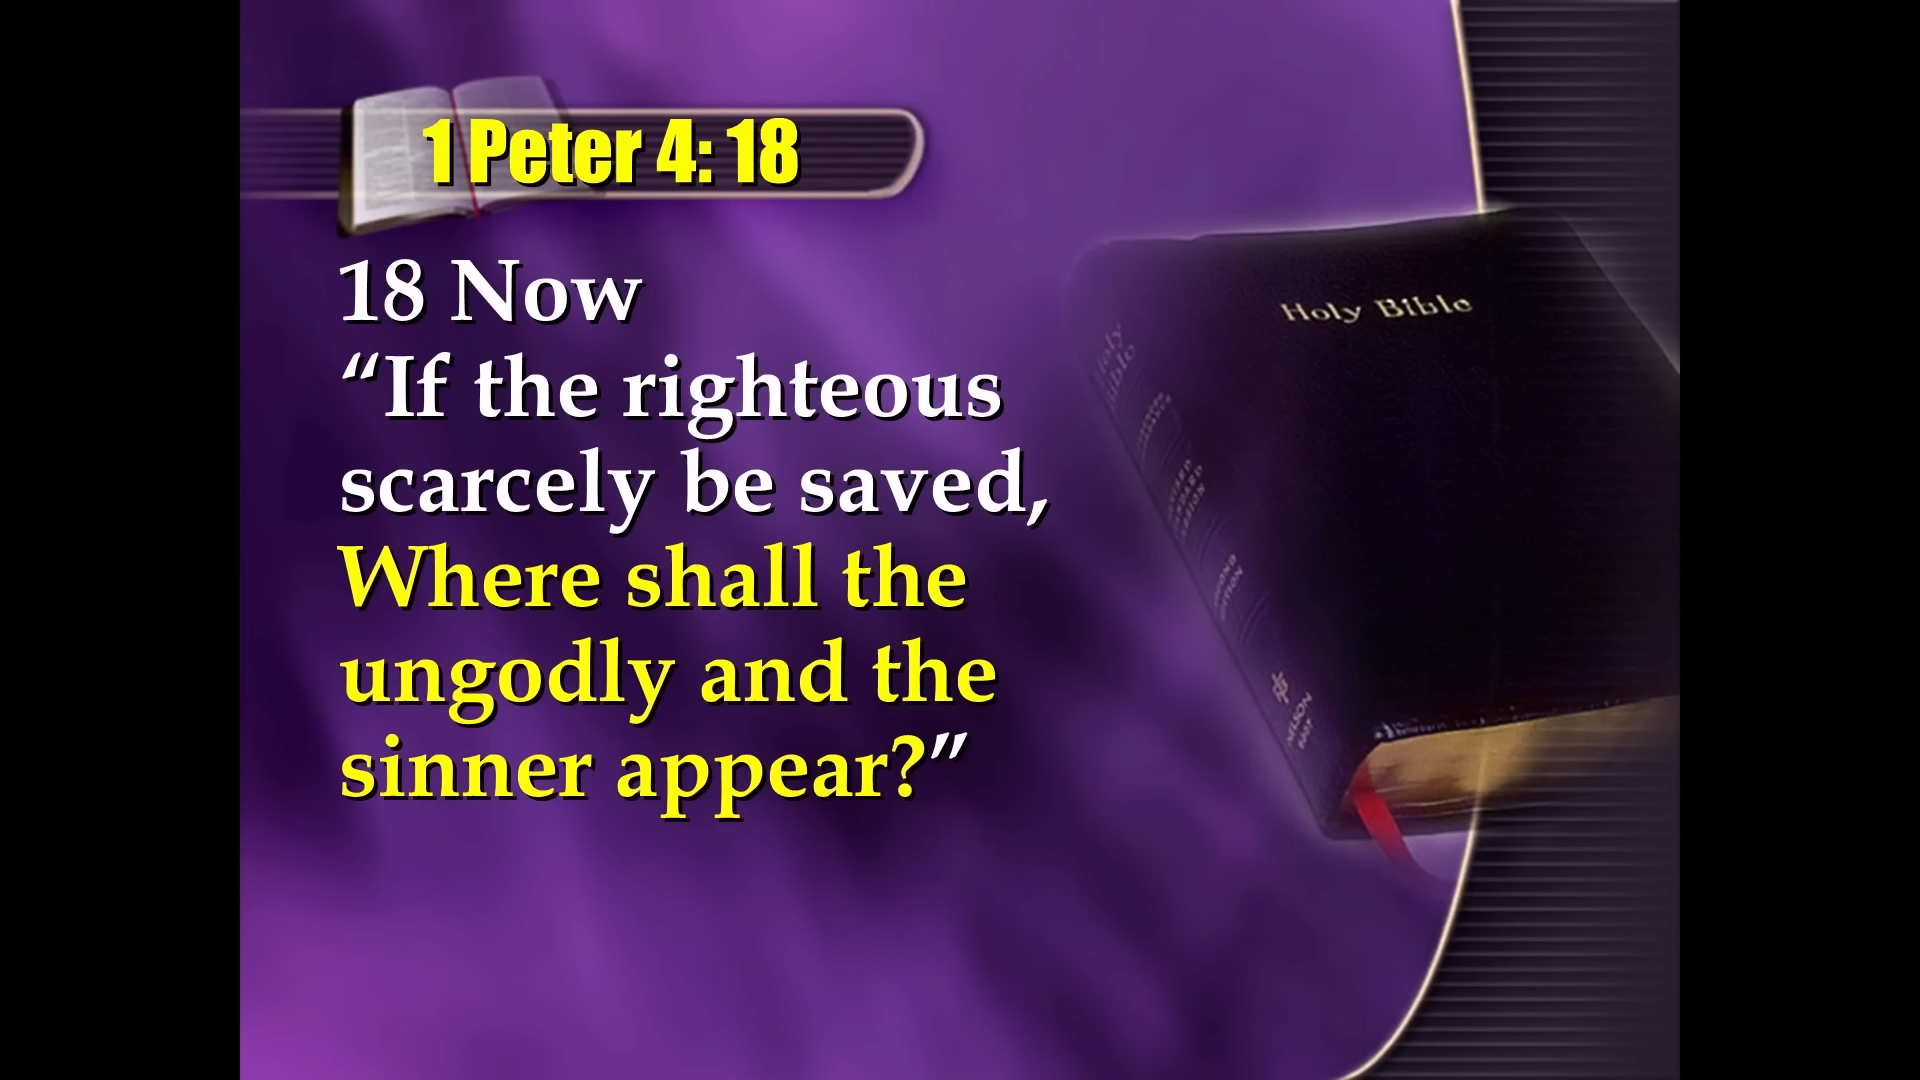 1 Peter 4: 18
18 Now
“If the righteous
scarcely be saved,
Where shall the
ungodly and the
sinner appear?”
Holy Bible